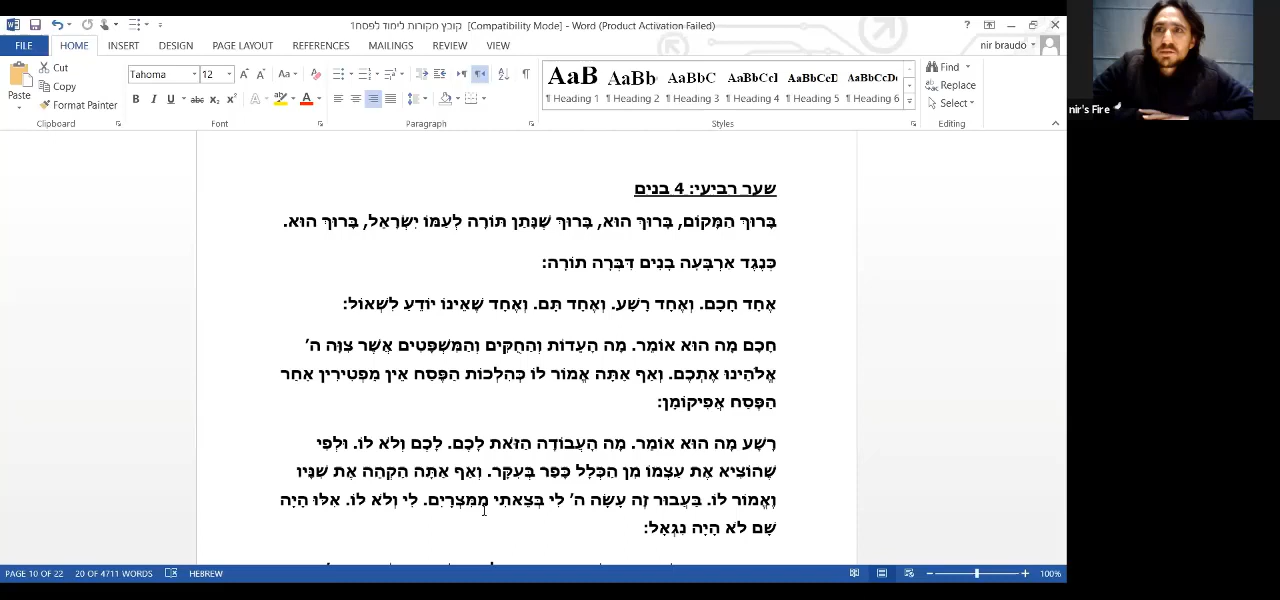 קובץ מקורות לימוד לפסח1 [Compatibility Mode] - Word (Product Activation Failed)
FILE HOME INSERT DESIGN PAGE LAYOUT REFERENCES MAILINGS REVIEW VIEW nir braudo
Cut
Copy
Format Painter
Paste
Tahoma 12
Find
Replace
Select
AaB AaBb AaBbC AaBbCcI AaBbCcD AaBbCcD
Heading 1 Heading 2 Heading 3 Heading 4 Heading 5 Heading 6
Clipboard Font Paragraph Styles Editing
nir's Fire
שער רביעי: 4 בנים
בָּרוּךְ הַמָּקוֹם, בָּרוּךְ הוּא, בָּרוּךְ שֶׁנָּתַן תּוֹרָה לְעַמּוֹ יִשְׂרָאֵל, בָּרוּךְ הוּא.
כְּנֶגֶד אַרְבָּעָה בָנִים דִּבְּרָה תוֹרָה:
אֶחָד חָכָם. וְאֶחָד רָשָׁע. וְאֶחָד תָּם. וְאֶחָד שֶׁאֵינוֹ יוֹדֵעַ לִשְׁאוֹל:
חָכָם מָה הוּא אוֹמֵר. מָה הָעֵדוֹת וְהַחֻקִּים וְהַמִּשְׁפָּטִים אֲשֶׁר צִוָּה ה'
אֱלֹהֵינוּ אֶתְכֶם. וְאַף אַתָּה אֱמוֹר לוֹ כְּהִלְכוֹת הַפֶּסַח אֵין מַפְטִירִין אַחַר
הַפֶּסַח אֲפִיקוֹמָן:
רָשָׁע מָה הוּא אוֹמֵר. מָה הָעֲבוֹדָה הַזֹּאת לָכֶם. לָכֶם וְלֹא לוֹ. וּלְפִי
שֶׁהוֹצִיא אֶת עַצְמוֹ מִן הַכְּלָל כָּפַר בְּעִקָּר. וְאַף אַתָּה הַקְהֵה אֶת שִׁנָּיו
וֶאֱמוֹר לוֹ. בַּעֲבוּר זֶה עָשָׂה ה' לִי בְּצֵאתִי מִמִּצְרָיִם. לִי וְלֹא לוֹ. אִלּוּ הָיָה
שָׁם לֹא הָיָה נִגְאָל:
PAGE 10 OF 22 20 OF 4711 WORDS HEBREW 100%